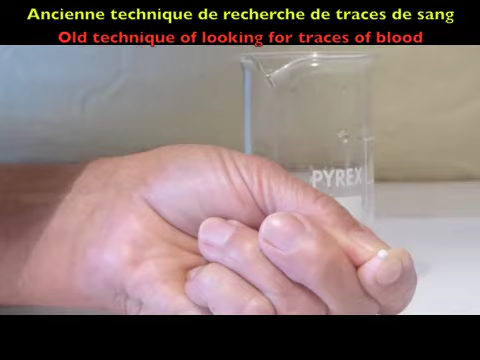 Ancienne technique de recherche de traces de sang
Old technique of looking for traces of blood
PYREX